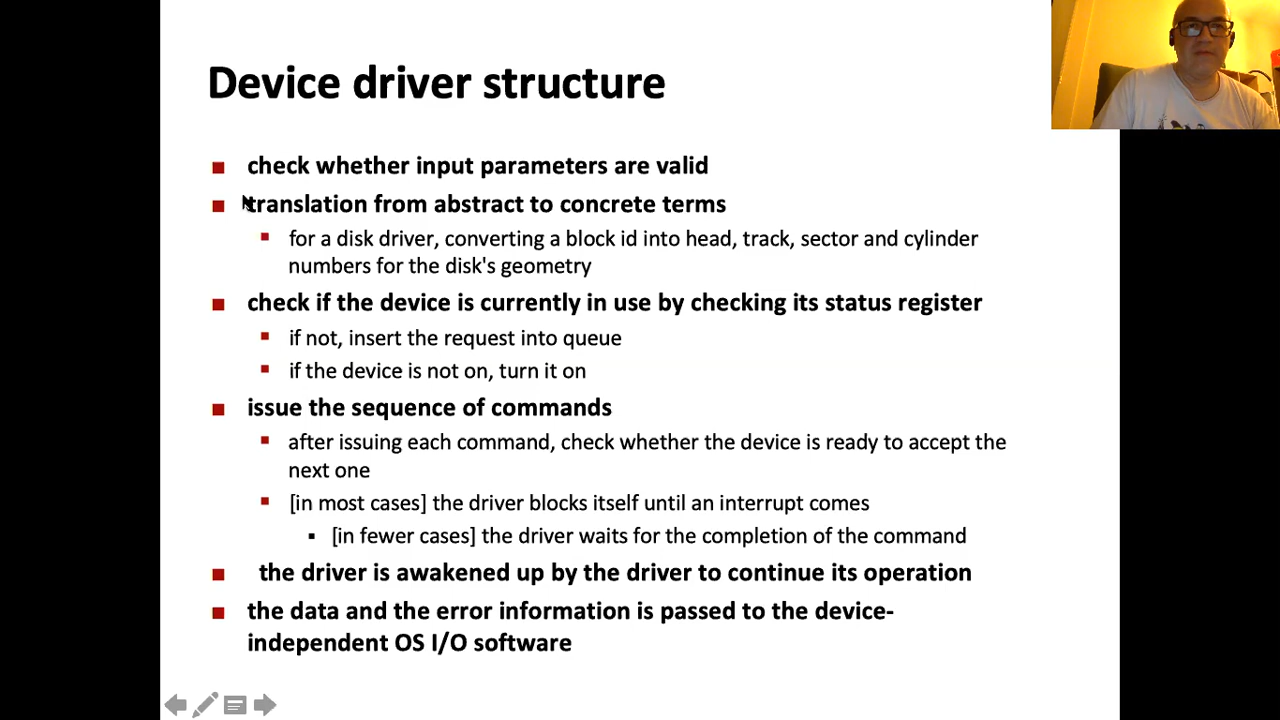 Device driver structure
check whether input parameters are valid
translation from abstract to concrete terms
for a disk driver, converting a block id into head, track, sector and cylinder
numbers for the disk's geometry
check if the device is currently in use by checking its status register
if not, insert the request into queue
if the device is not on, turn it on
issue the sequence of commands
after issuing each command, check whether the device is ready to accept the
next one
[in most cases] the driver blocks itself until an interrupt comes
[in fewer cases] the driver waits for the completion of the command
the driver is awakened up by the driver to continue its operation
the data and the error information is passed to the device-
independent OS I/O software